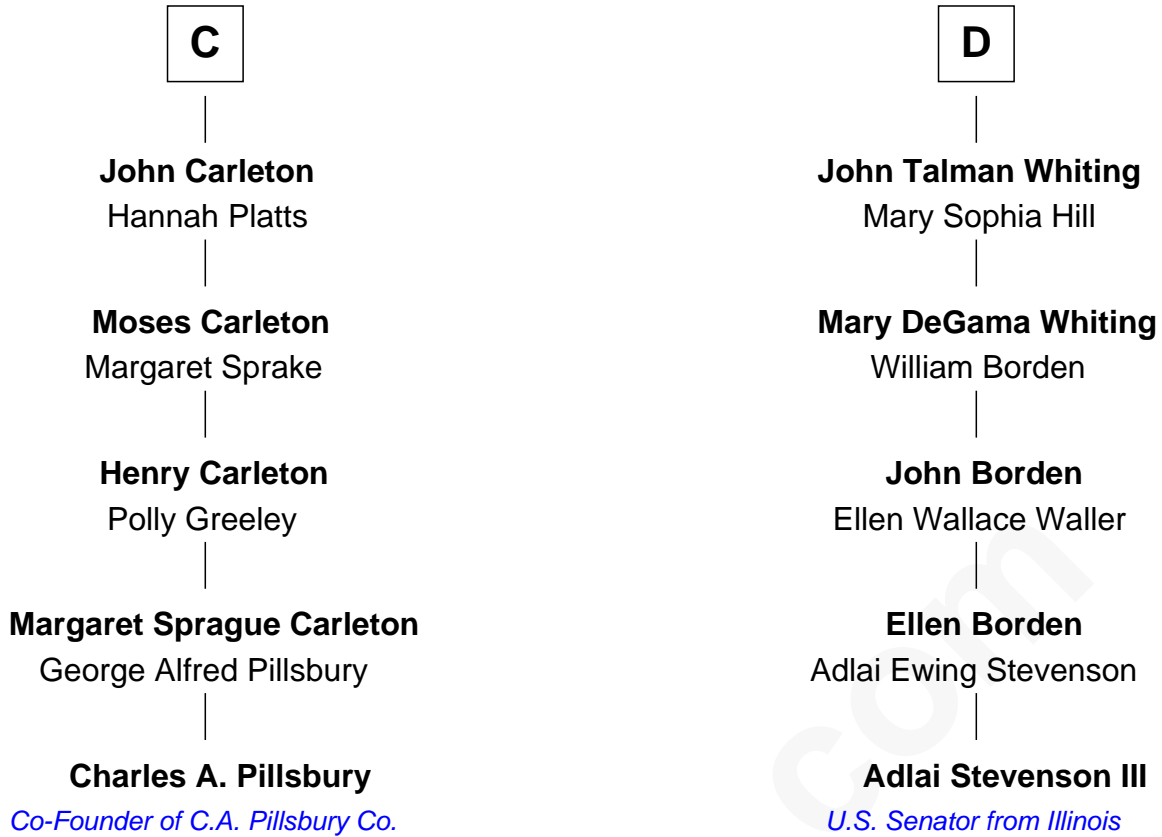 C
John Carleton
Hannah Platts
Moses Carleton
Margaret Sprake
Henry Carleton
Polly Greeley
Margaret Sprague Carleton
George Alfred Pillsbury
Charles A. Pillsbury
Co-Founder of C.A. Pillsbury Co.
D
John Talman Whiting
Mary Sophia Hill
Mary DeGama Whiting
William Borden
John Borden
Ellen Wallace Waller
Ellen Borden
Adlai Ewing Stevenson
Adlai Stevenson III
U.S. Senator from Illinois
com